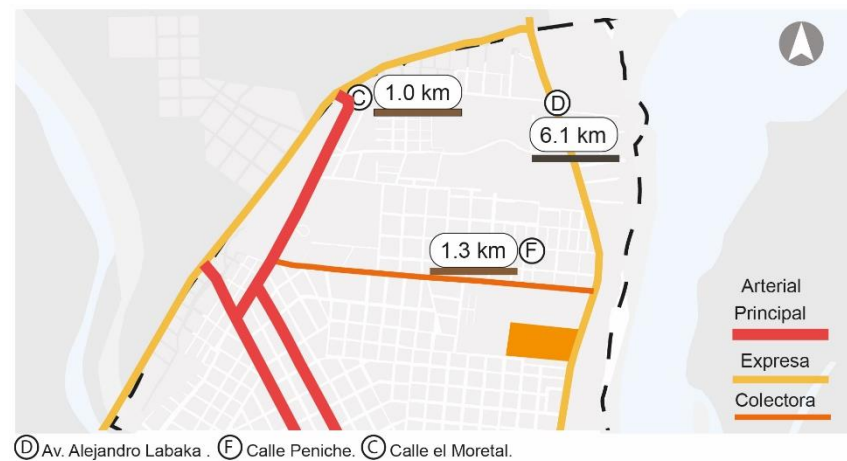 C 1.0 km
D
6.1 km
1.3 km F
Arterial
Principal
Expresa
Colectora
D Av. Alejandro Labaka . F Calle Peniche. C Calle el Moretal.